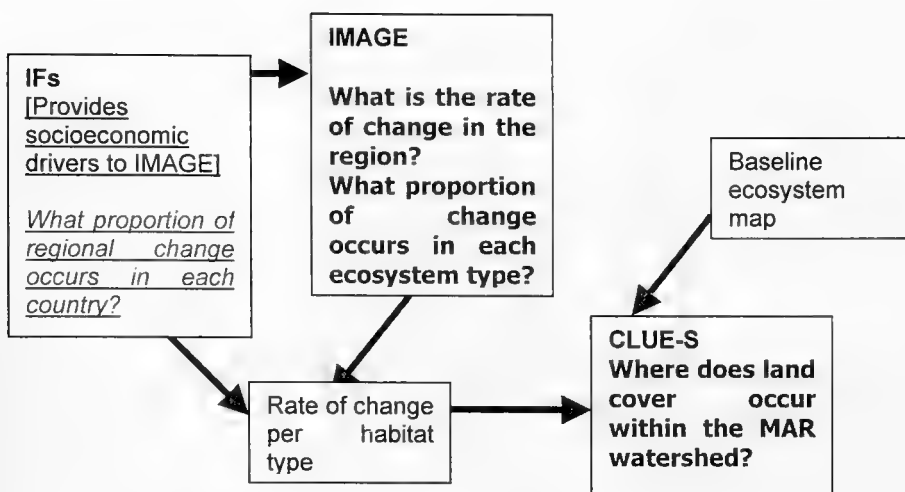 IFs
[Provides
socioeconomic
drivers to IMAGE]
What proportion of
regional change
occurs in each
country?
IMAGE
What is the rate
of change in the
region?
What proportion
of change
occurs in each
ecosystem type?
Baseline
ecosystem
map
Rate of change
per habitat
type
CLUE-S
Where does land
cover occur
within the MAR
watershed?